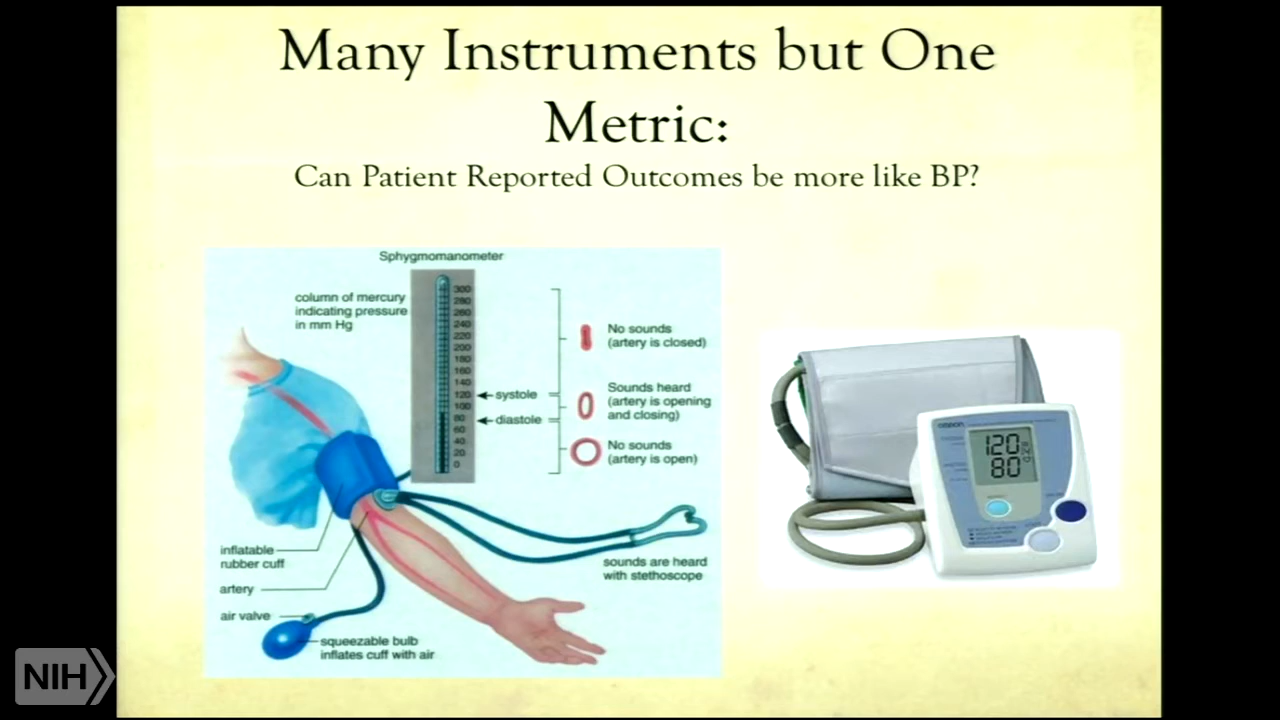 Many Instruments but One
Metric:
Can Patient Reported Outcomes be more like BP?
Sphygmomanometer
column of mercury
indicating pressure
in mm Hg
300
280
260
240
220
200
180
160
140
120
100
80
60
40
20
0
systole
diastole
No sounds
(artery is closed)
Sounds heard
(artery is opening
and closing)
No sounds
(artery is open)
inflatable
rubber cuff
artery
air valve
squeezable bulb
inflates cuff with air
sounds are heard
with stethoscope
omron
120
80
NIH